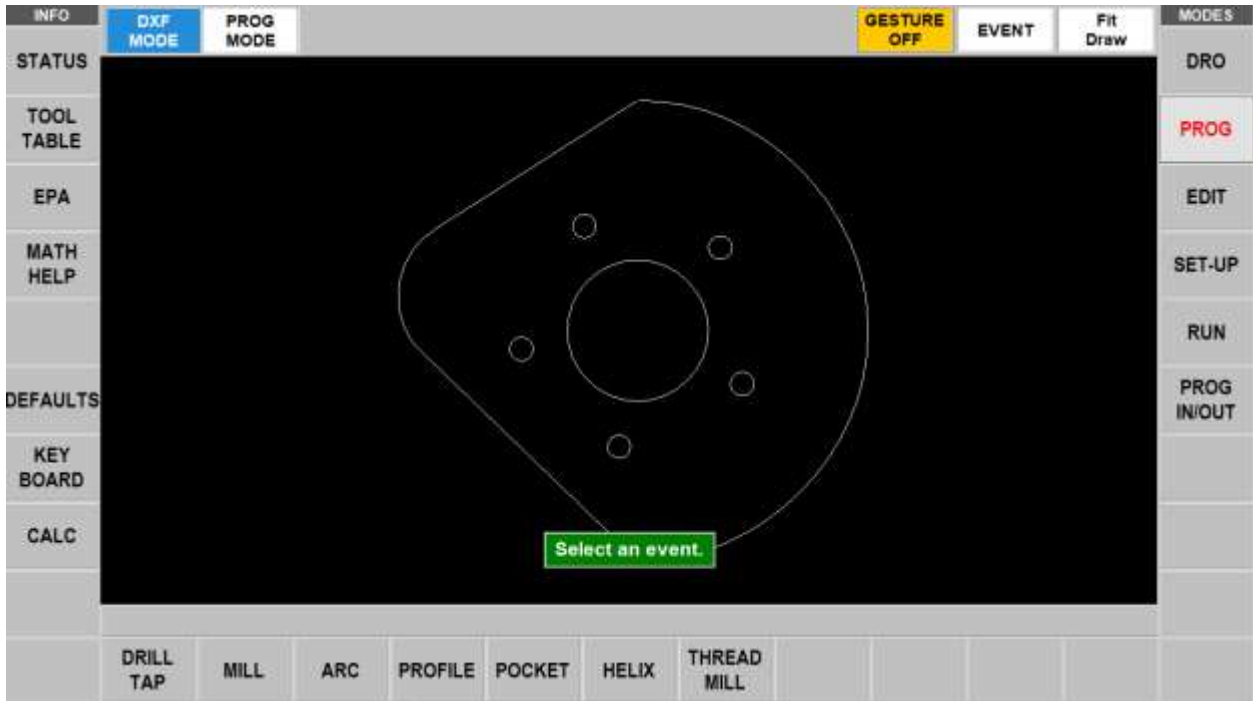 INFO
DXF
MODE
PROG
MODE
GESTURE
OFF
EVENT
Fit
Draw
MODES
STATUS
DRO
TOOL
TABLE
PROG
EPA
EDIT
MATH
HELP
SET-UP
RUN
DEFAULTS
PROG
IN/OUT
KEY
BOARD
CALC
Select an event.
DRILL
TAP
MILL
ARC
PROFILE
POCKET
HELIX
THREAD
MILL